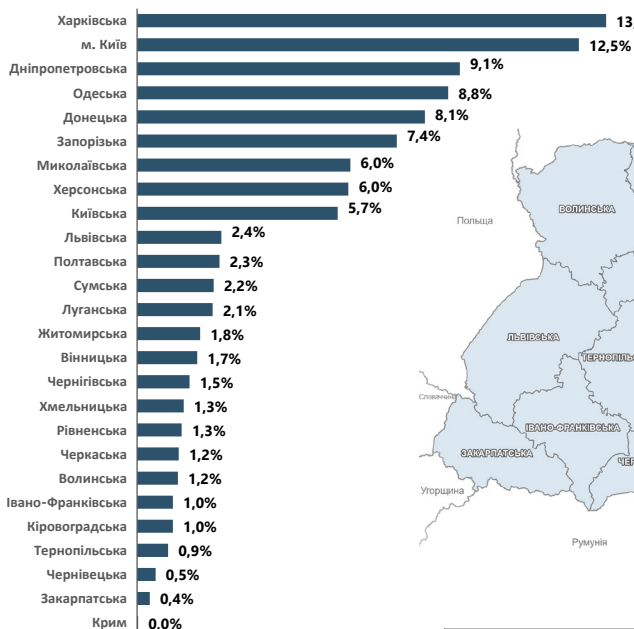 Харківська 13,
м. Київ 12,5%
Дніпропетровська 9,1%
Одеська 8,8%
Донецька 8,1%
Запорізька 7,4%
Миколаївська 6,0%
Херсонська 6,0%
Київська 5,7%
Львівська 2,4%
Полтавська 2,3%
Сумська 2,2%
Луганська 2,1%
Житомирська 1,8%
Вінницька 1,7%
Чернігівська 1,5%
Хмельницька 1,3%
Рівненська 1,3%
Черкаська 1,2%
Волинська 1,2%
Івано-Франківська 1,0%
Кіровоградська 1,0%
Тернопільська 0,9%
Чернівецька 0,5%
Закарпатська 0,4%
Крим 0,0%
Польща
ВОЛИНСЬКА
ЛЬВІВСЬКА
ТЕРНОПІЛЬС
Словаччина
ІВАНО-ФРАНКІВСЬКА
ЗАКАРПАТСЬКА
ЧЕР
Угорщина
Румунія